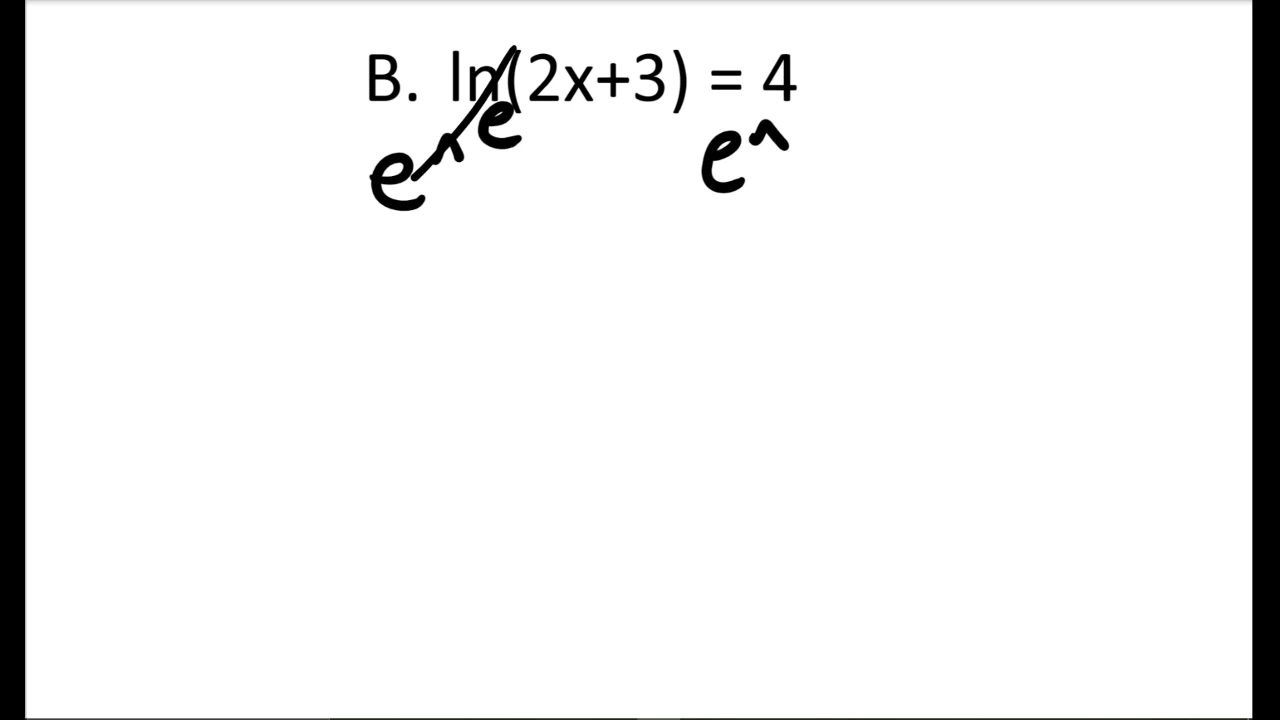 B. ln(2x+3) = 4
e^ e e^